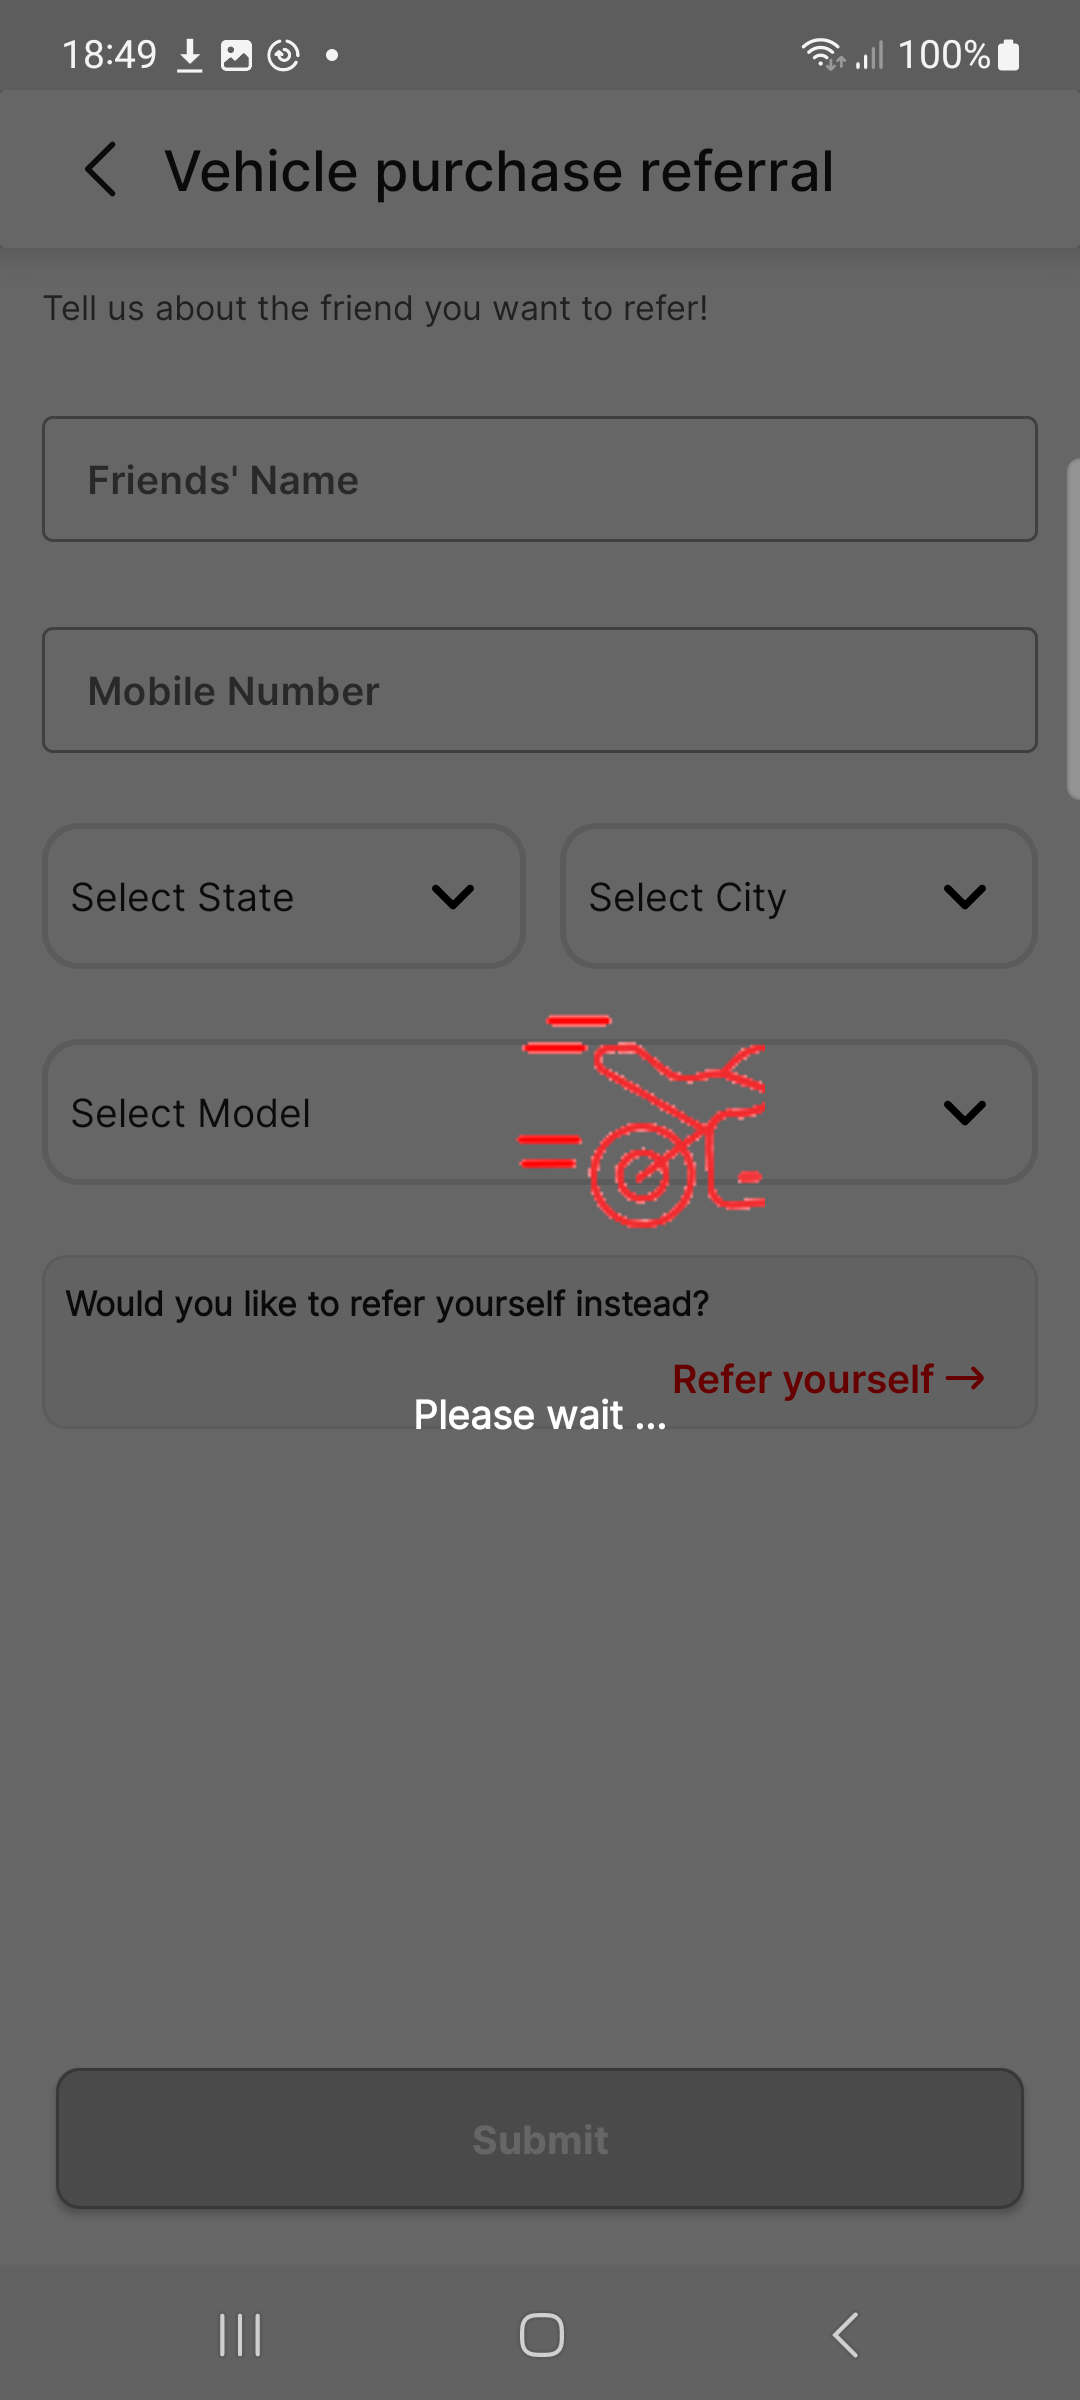 18:49
100%
Vehicle purchase referral
Tell us about the friend you want to refer!
Friends' Name
Mobile Number
Select State
Select City
Select Model
Would you like to refer yourself instead?
Refer yourself
Please wait ...
Submit